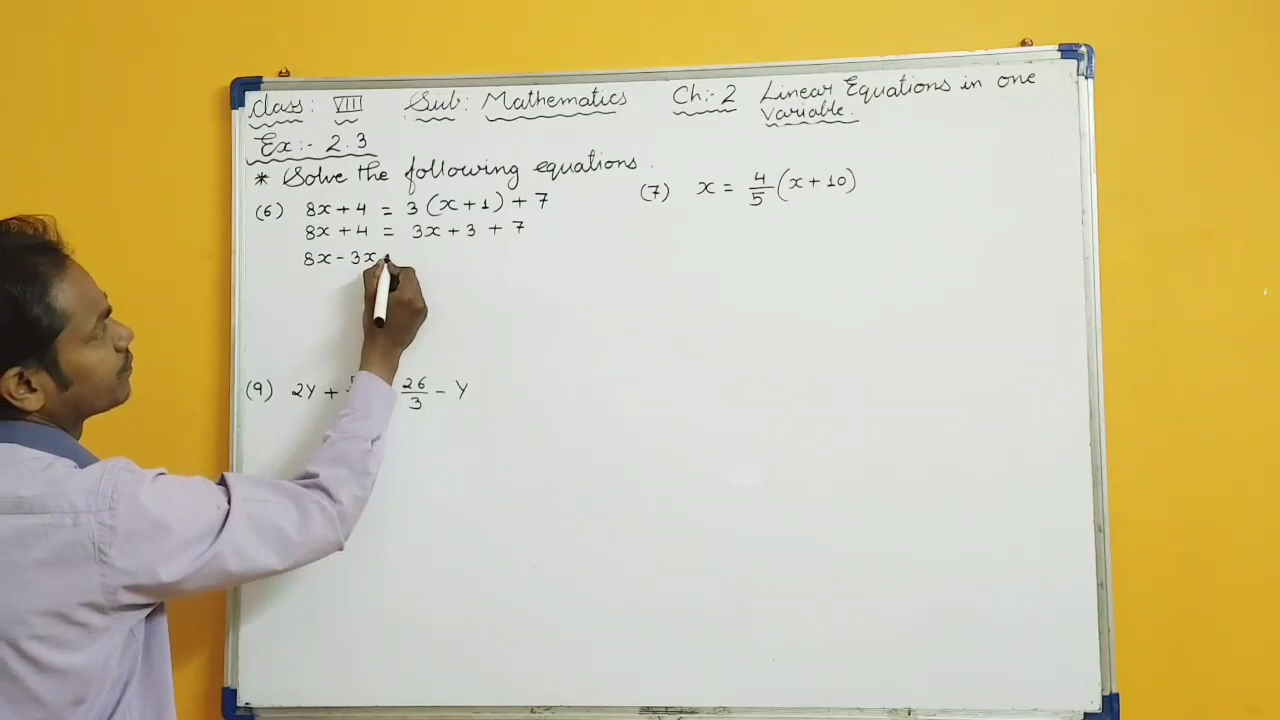 Class: VIII Sub: Mathematics Ch:- 2 Linear Equations in one
Variable.
Ex:- 2.3
* Solve the following equations.
(6) 8x + 4 = 3 (x + 1) + 7
8x + 4 = 3x + 3 + 7
8x - 3x
(7) x = 4/5 (x + 10)
(9) 2Y + 26/3 - Y